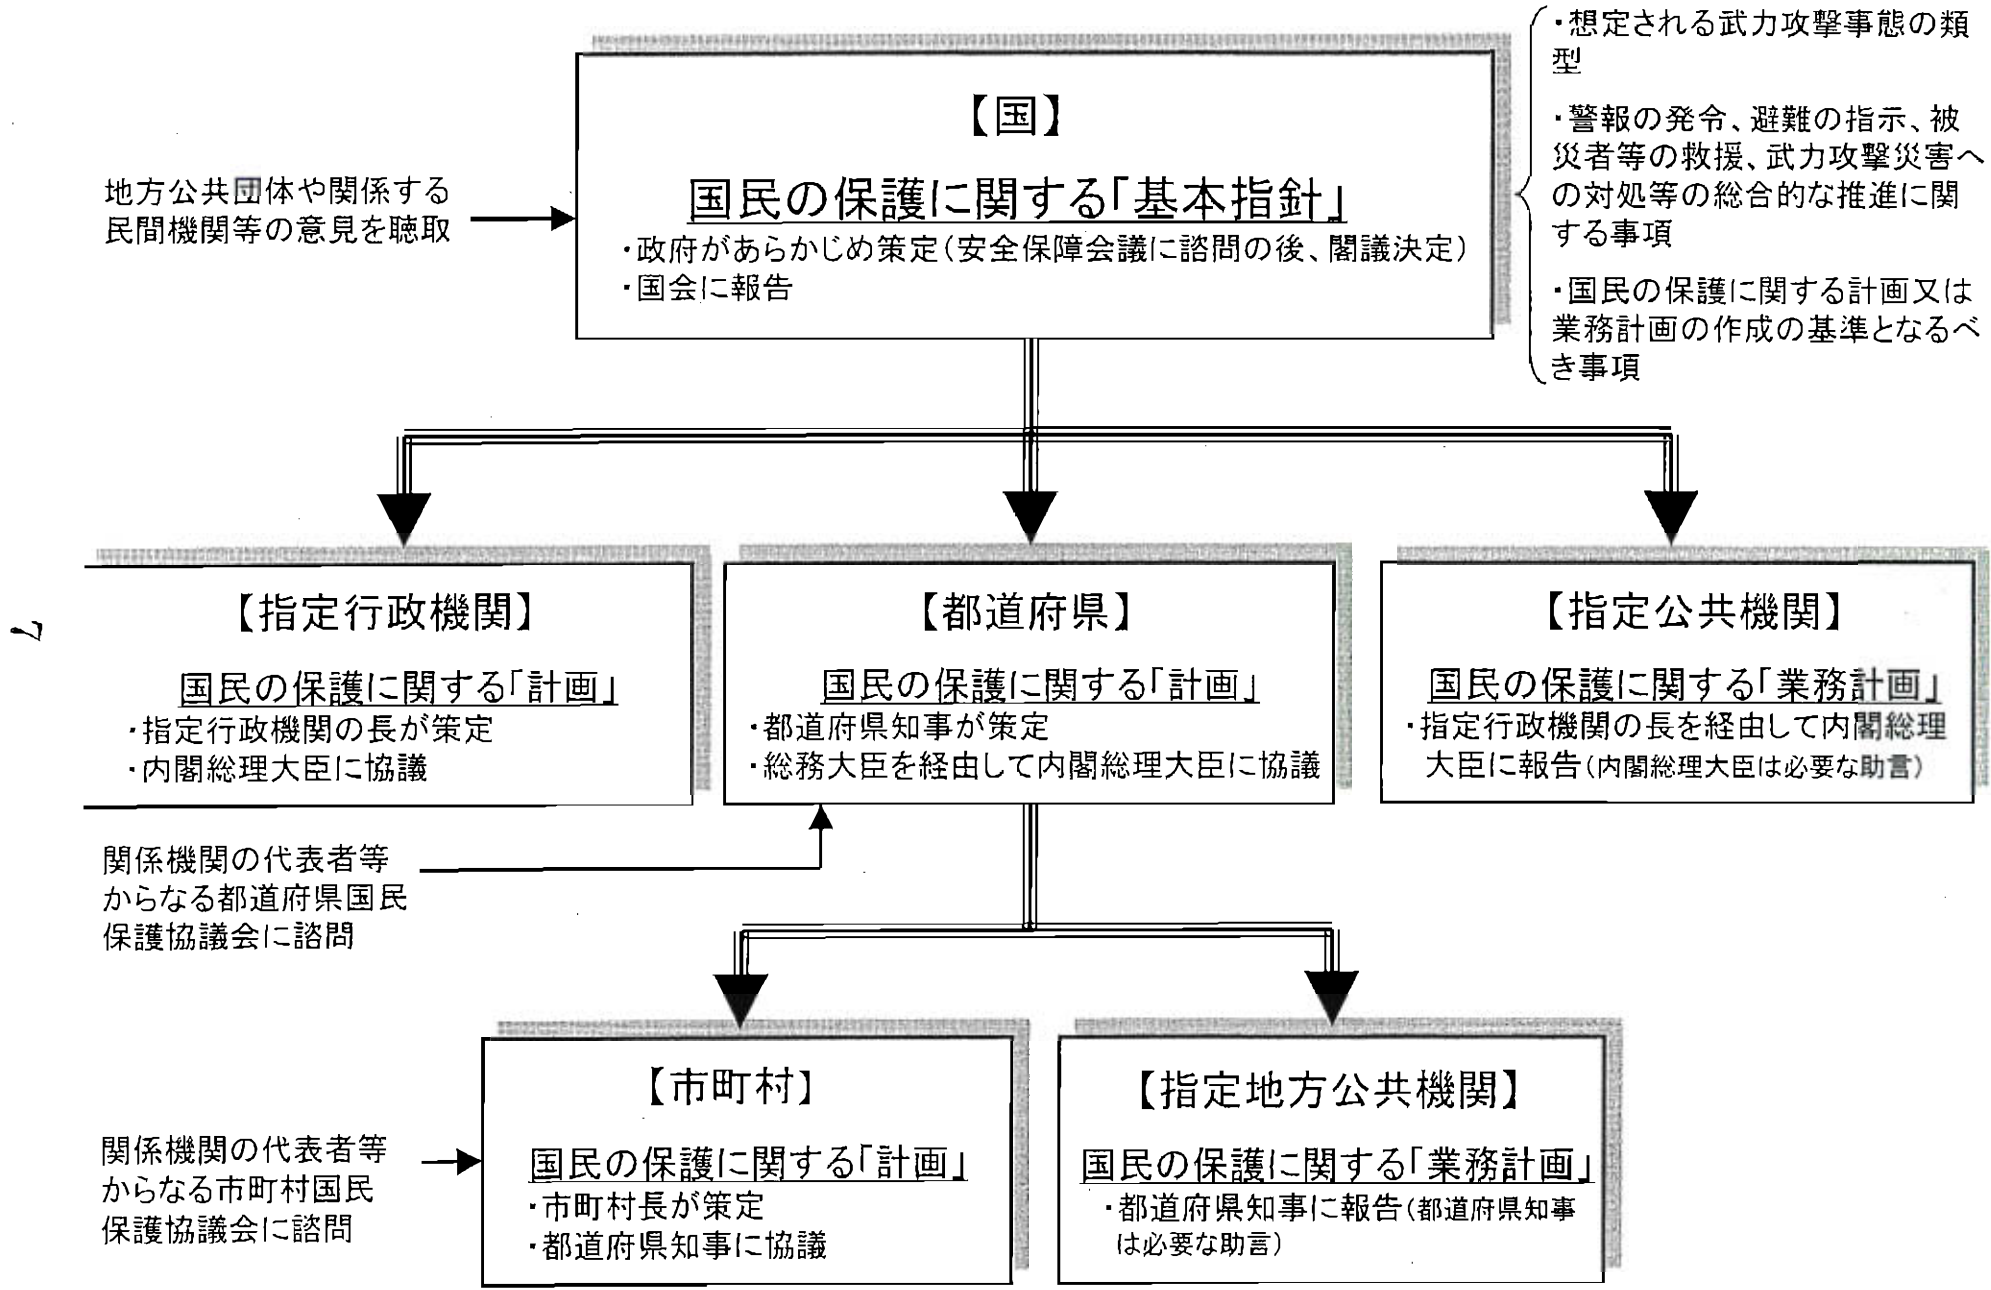 ・想定される武力攻撃事態の類
型
・警報の発令、避難の指示、被
災者等の救援、武力攻撃災害へ
の対処等の総合的な推進に関
する事項
・国民の保護に関する計画又は
業務計画の作成の基準となるべ
き事項
【国】
国民の保護に関する「基本指針」
・政府があらかじめ策定(安全保障会議に諮問の後、閣議決定)
・国会に報告
地方公共団体や関係する
民間機関等の意見を聴取
【指定行政機関】
国民の保護に関する「計画」
・指定行政機関の長が策定
・内閣総理大臣に協議
【都道府県】
国民の保護に関する「計画」
・都道府県知事が策定
・総務大臣を経由して内閣総理大臣に協議
【指定公共機関】
国民の保護に関する「業務計画」
・指定行政機関の長を経由して内閣総理
大臣に報告(内閣総理大臣は必要な助言)
7
関係機関の代表者等
からなる都道府県国民
保護協議会に諮問
【市町村】
国民の保護に関する「計画」
・市町村長が策定
・都道府県知事に協議
【指定地方公共機関】
国民の保護に関する「業務計画」
・都道府県知事に報告(都道府県知事
は必要な助言)
関係機関の代表者等
からなる市町村国民
保護協議会に諮問